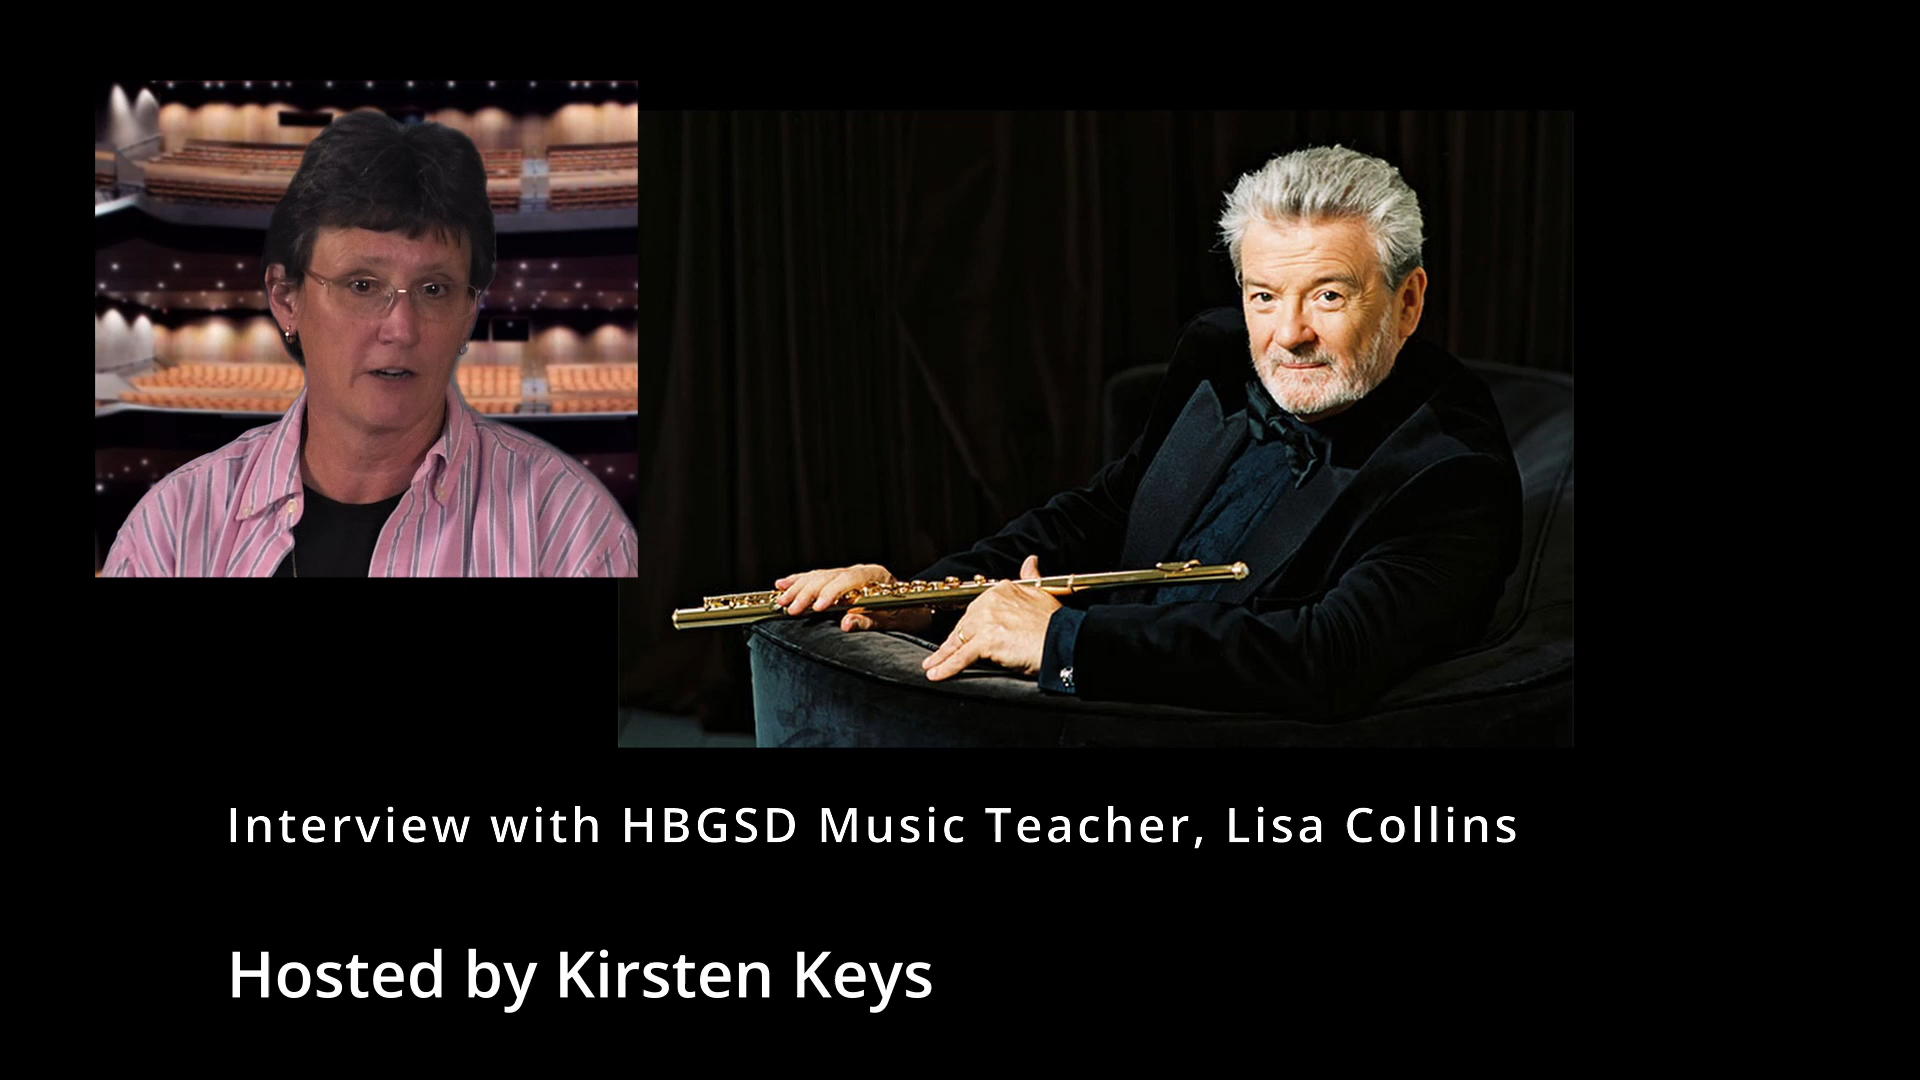 Interview with HBGSD Music Teacher, Lisa Collins
Hosted by Kirsten Keys